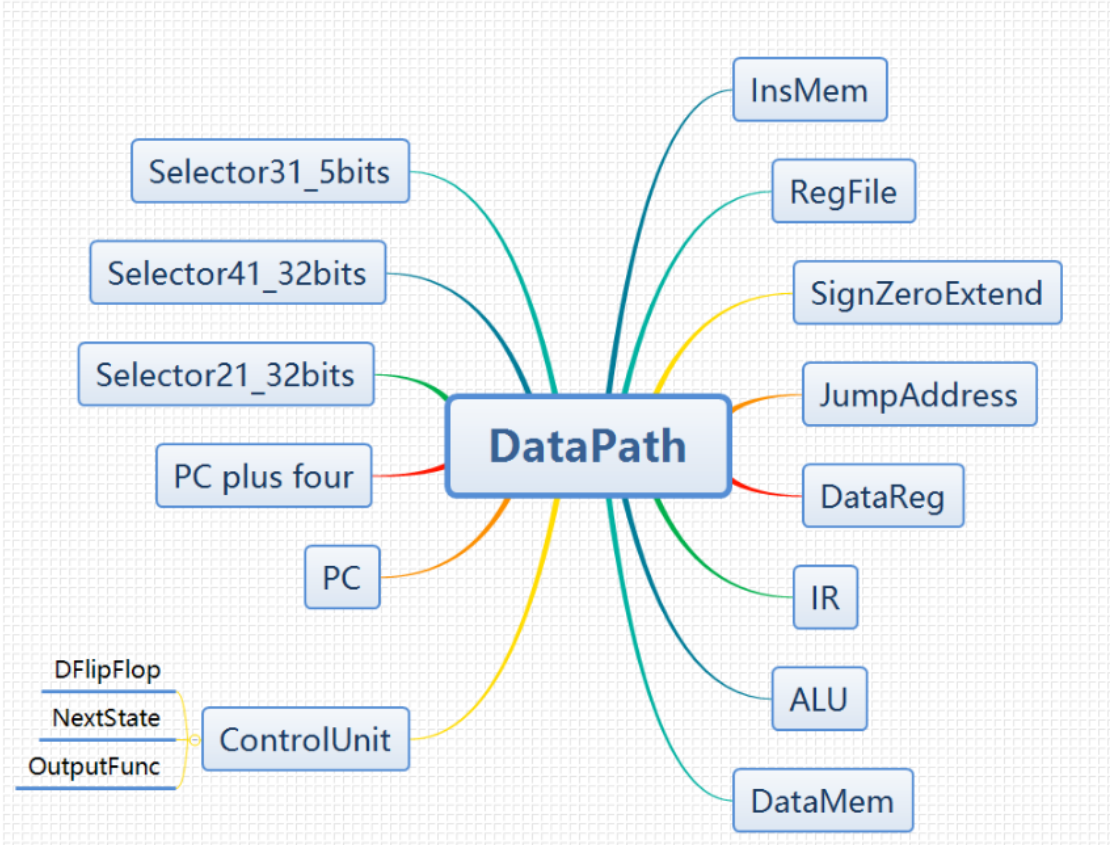 InsMem
Selector31_5bits
RegFile
Selector41_32bits
SignZeroExtend
Selector21_32bits
JumpAddress
DataPath
PC plus four
DataReg
PC
IR
DFlipFlop
ALU
NextState
ControlUnit
OutputFunc
DataMem